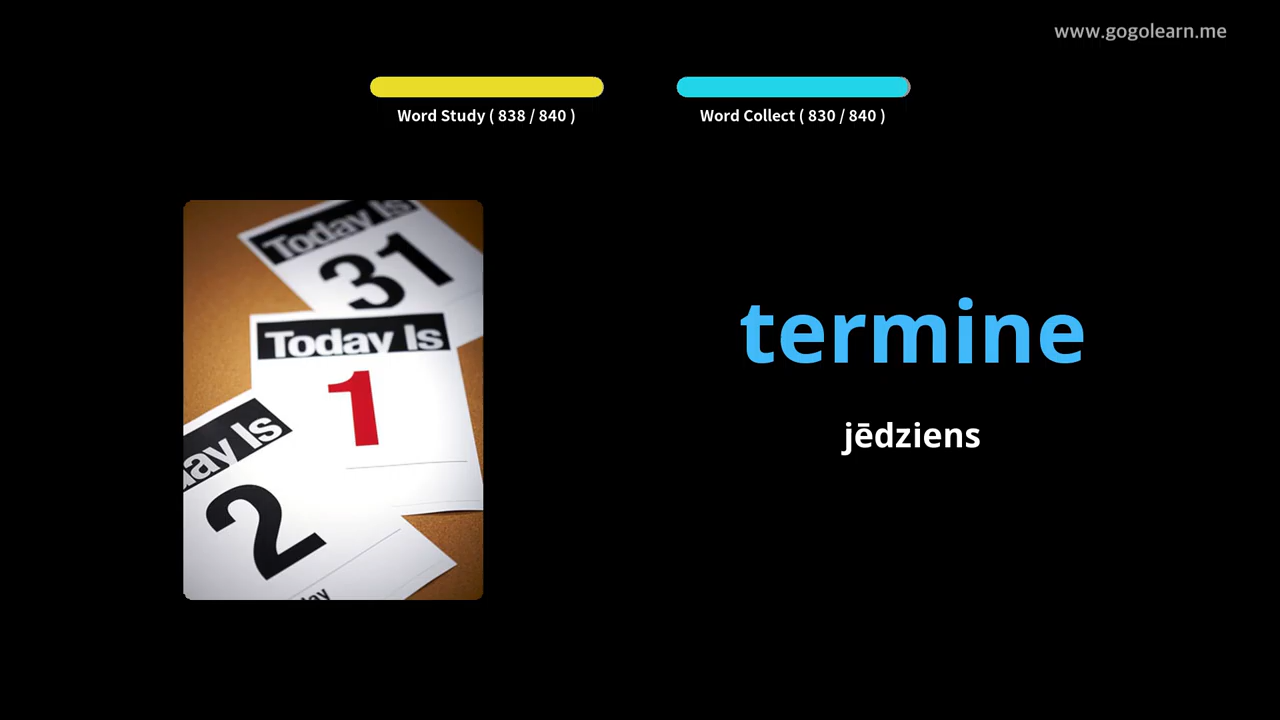 www.gogolearn.me
Word Study ( 838 / 840 )
Word Collect ( 830 / 840 )
Today Is
31
Today Is
1
day Is
2
termine
jēdziens